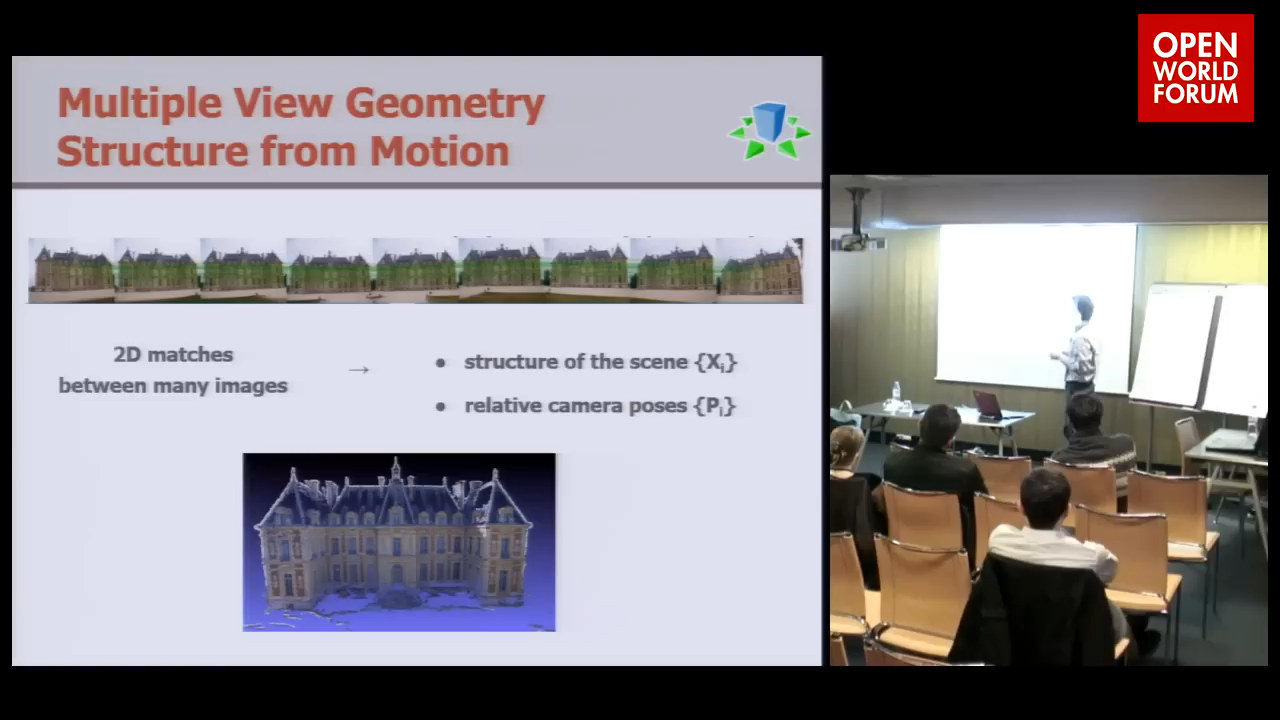 Multiple View Geometry
Structure from Motion
2D matches
between many images
→
• structure of the scene {Xᵢ}
• relative camera poses {Pᵢ}
OPEN
WORLD
FORUM